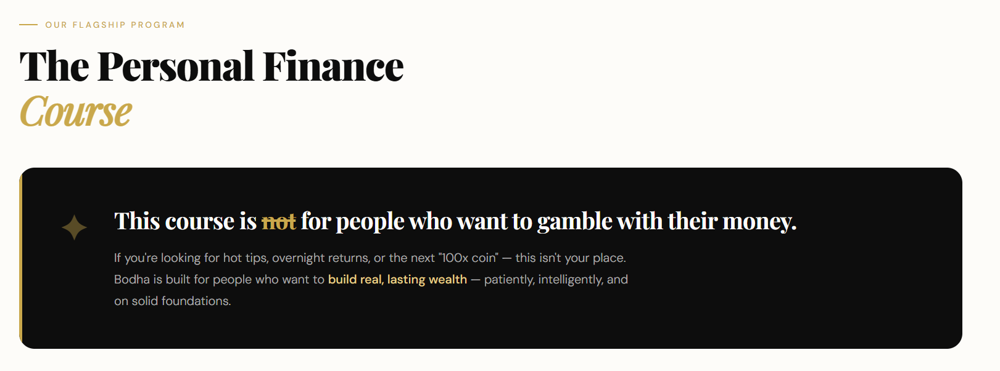 OUR FLAGSHIP PROGRAM
The Personal Finance
Course
This course is not for people who want to gamble with their money.
If you're looking for hot tips, overnight returns, or the next "100x coin" — this isn't your place.
Bodha is built for people who want to build real, lasting wealth — patiently, intelligently, and
on solid foundations.